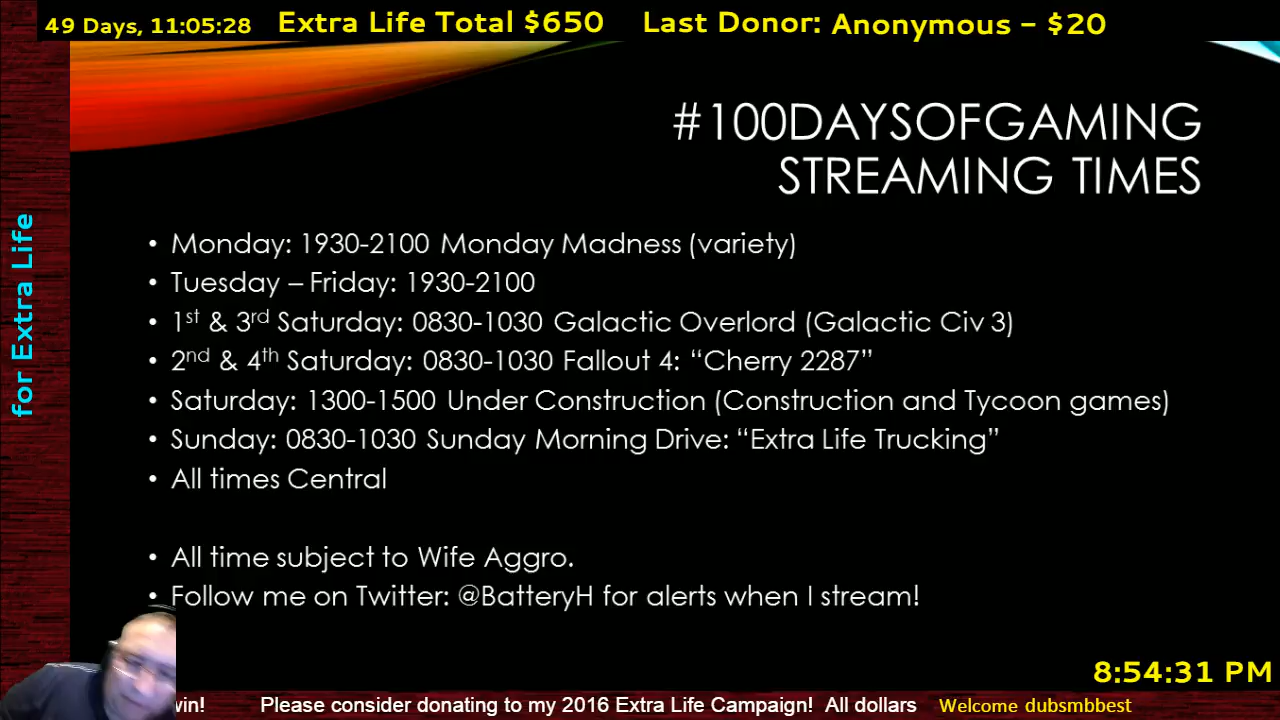 49 Days, 11:05:28 Extra Life Total $650 Last Donor: Anonymous - $20
#100DAYSOFGAMING
STREAMING TIMES
for Extra Life
• Monday: 1930-2100 Monday Madness (variety)
• Tuesday – Friday: 1930-2100
• 1st & 3rd Saturday: 0830-1030 Galactic Overlord (Galactic Civ 3)
• 2nd & 4th Saturday: 0830-1030 Fallout 4: “Cherry 2287”
• Saturday: 1300-1500 Under Construction (Construction and Tycoon games)
• Sunday: 0830-1030 Sunday Morning Drive: “Extra Life Trucking”
• All times Central
• All time subject to Wife Aggro.
• Follow me on Twitter: @BatteryH for alerts when I stream!
8:54:31 PM
Please consider donating to my 2016 Extra Life Campaign! All dollars Welcome dubsmbbest